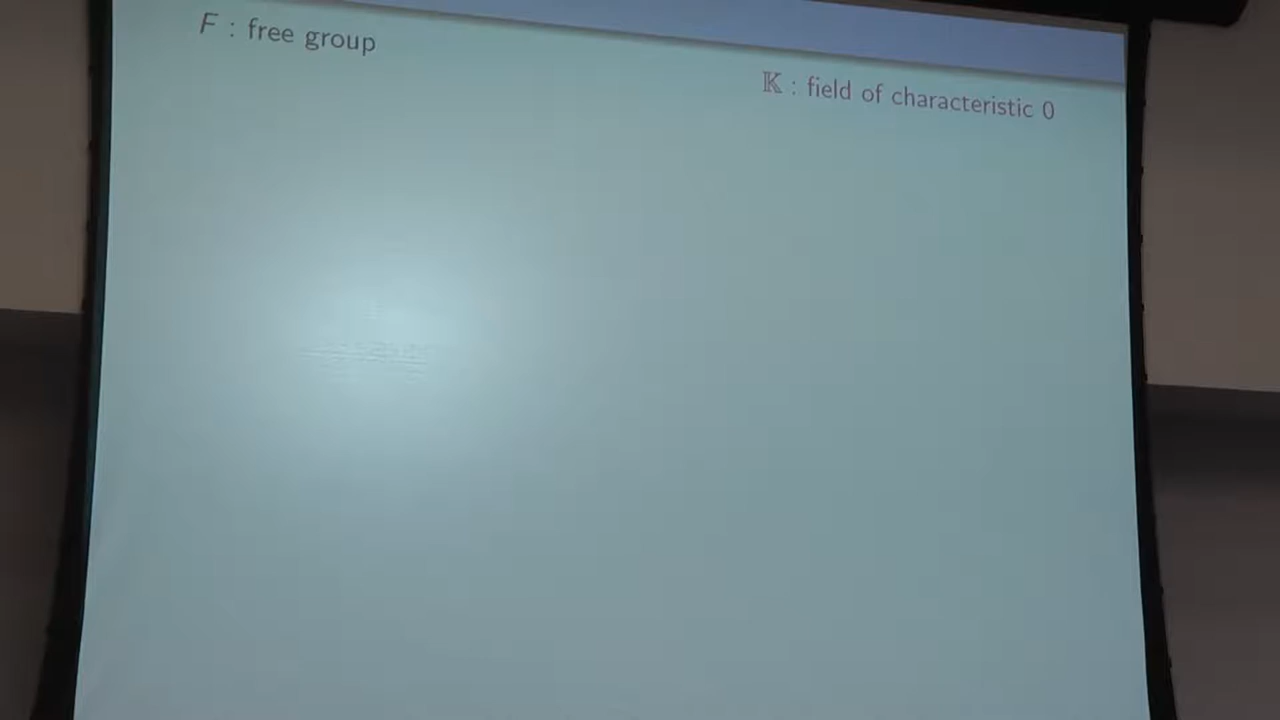 F : free group
𝕂 : field of characteristic 0